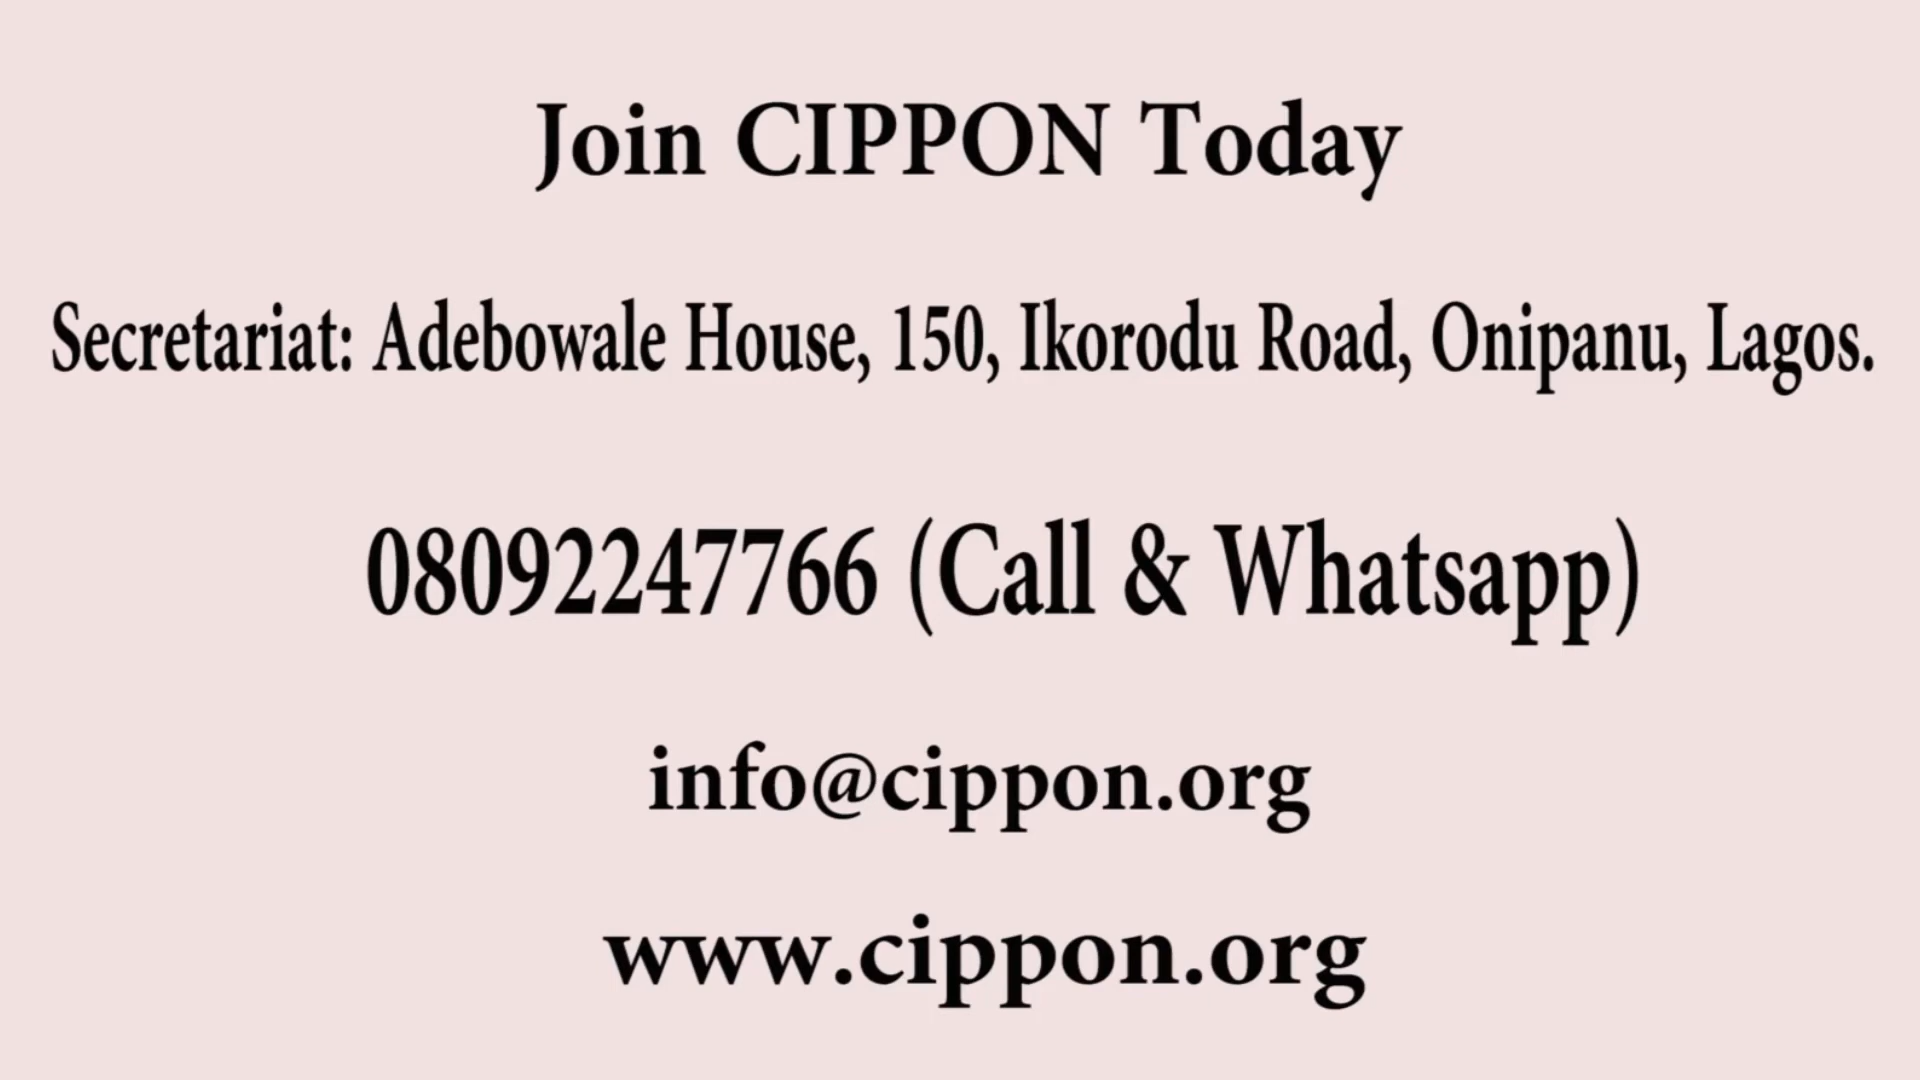 Join CIPPON Today
Secretariat: Adebowale House, 150, Ikorodu Road, Onipanu, Lagos.
08092247766 (Call & Whatsapp)
info@cippon.org
www.cippon.org